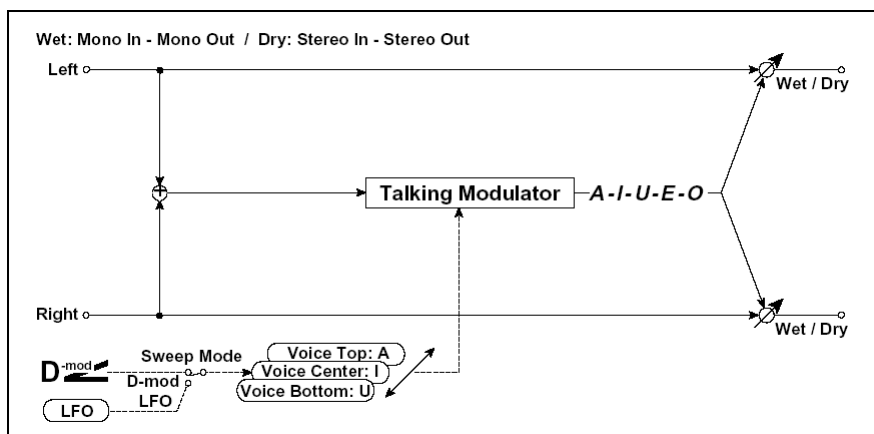 Wet: Mono In - Mono Out / Dry: Stereo In - Stereo Out
Left
Wet / Dry
+
Talking Modulator
A-I-U-E-O
Right
Wet / Dry
Sweep Mode
Voice Top: A
D-mod
D-mod
Voice Center: I
LFO
Voice Bottom: U
LFO